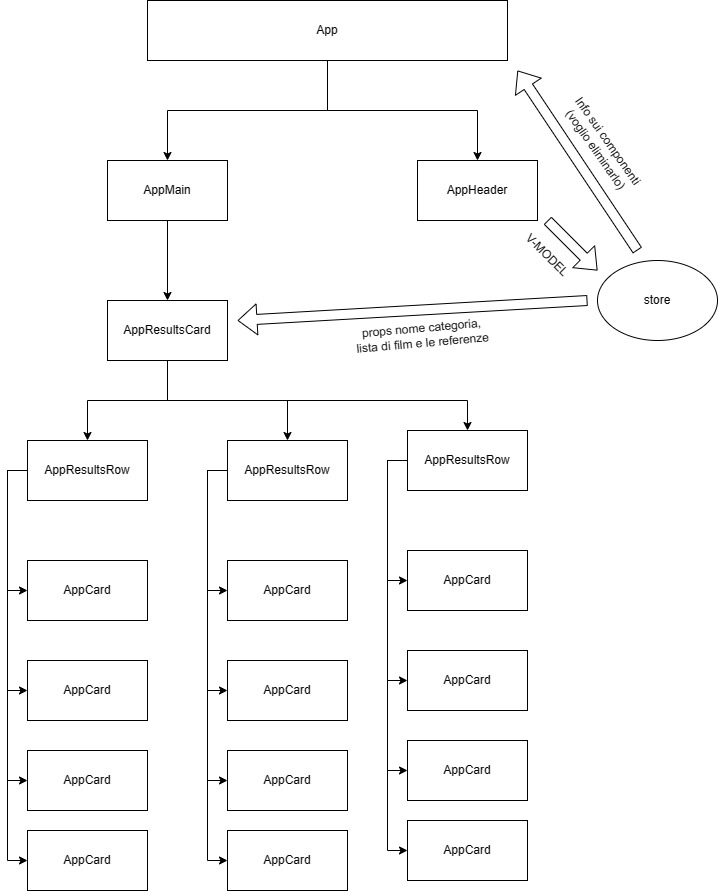 App
Info sui componenti
(voglio eliminarlo)
AppMain
AppHeader
V-MODEL
store
AppResultsCard
props nome categoria,
lista di film e le referenze
AppResultsRow
AppResultsRow
AppResultsRow
AppCard
AppCard
AppCard
AppCard
AppCard
AppCard
AppCard
AppCard
AppCard
AppCard
AppCard
AppCard